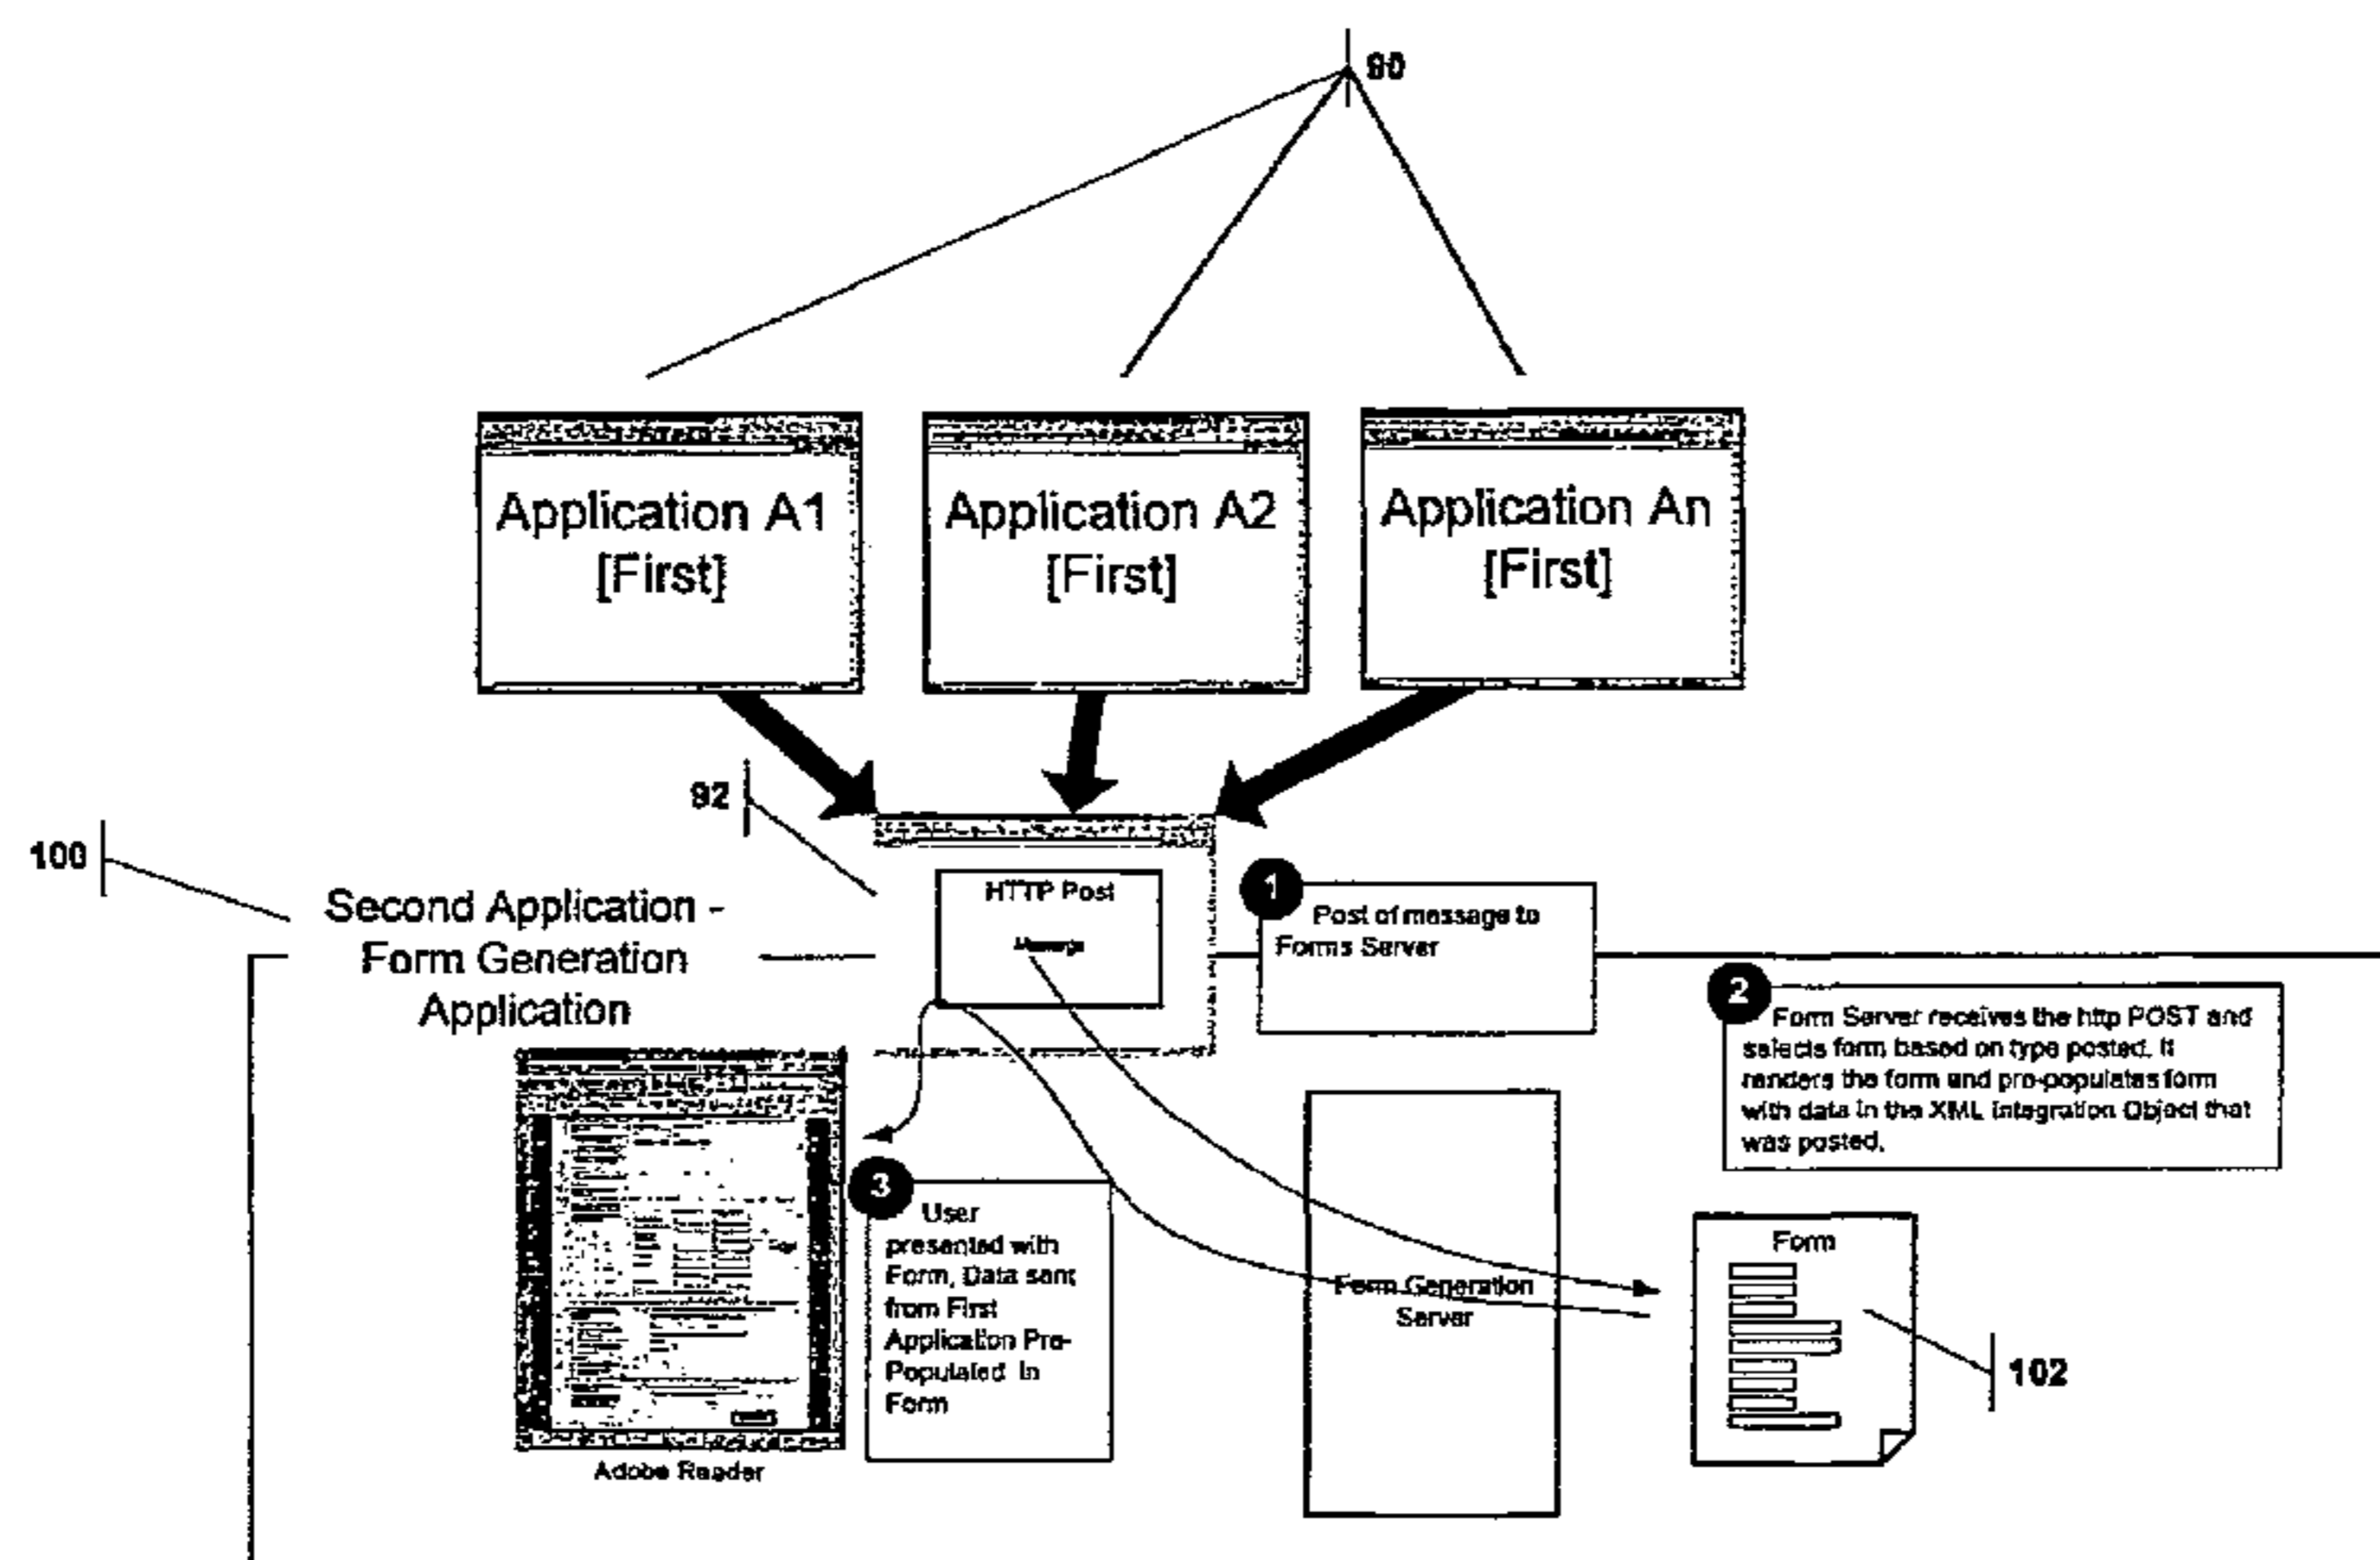 90
Application A1
[First]
Application A2
[First]
Application An
[First]
92
100
Second Application -
Form Generation
Application
HTTP Post
Message
1
Post of message to
Forms Server
2
Form Server receives the http POST and
selects form based on type posted. It
renders the form and pre-populates form
with data in the XML Integration Object that
was posted.
3
User
presented with
Form. Data sent
from First
Application Pre-
Populated In
Form
Adobe Reader
Form Generation
Server
Form
102